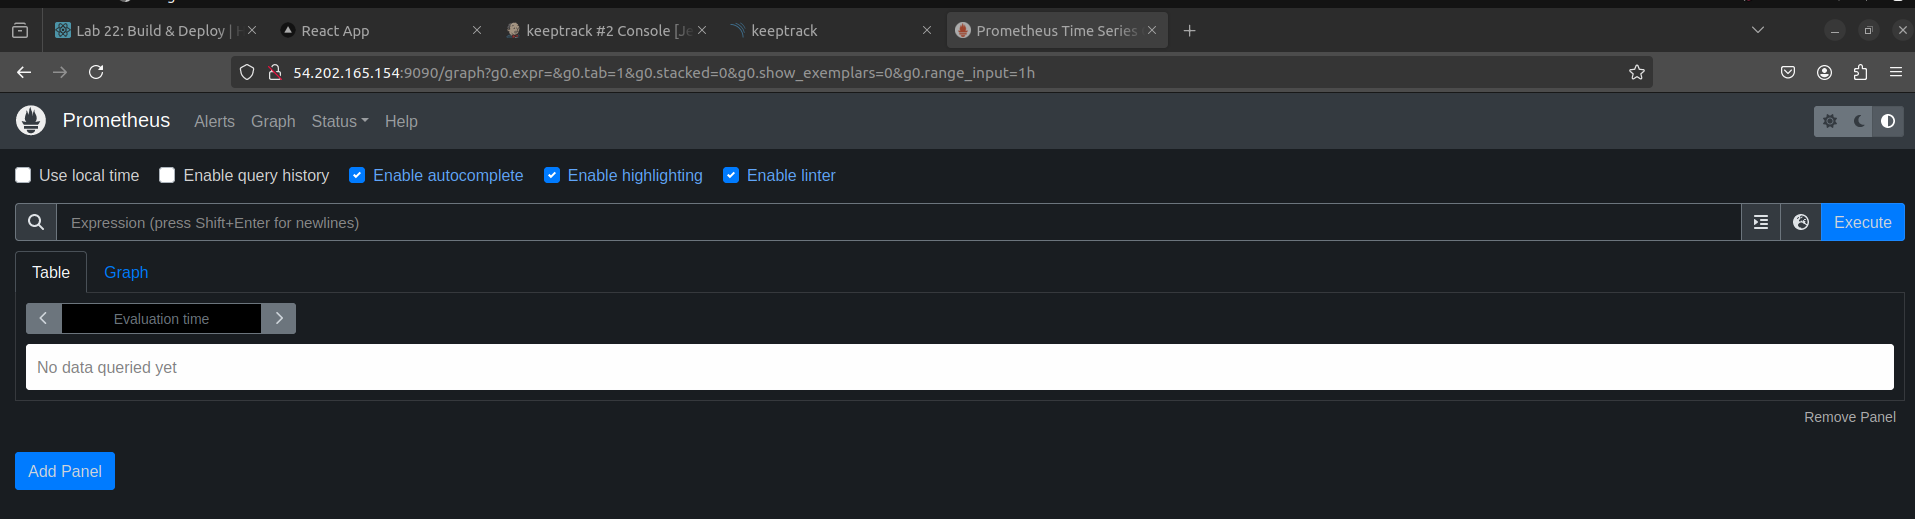 Lab 22: Build & Deploy |
React App
keeptrack #2 Console [Je
keeptrack
Prometheus Time Series
54.202.165.154:9090/graph?g0.expr=&g0.tab=1&g0.stacked=0&g0.show_exemplars=0&g0.range_input=1h
Prometheus Alerts Graph Status Help
Use local time Enable query history Enable autocomplete Enable highlighting Enable linter
Expression (press Shift+Enter for newlines) Execute
Table Graph
Evaluation time
No data queried yet
Remove Panel
Add Panel